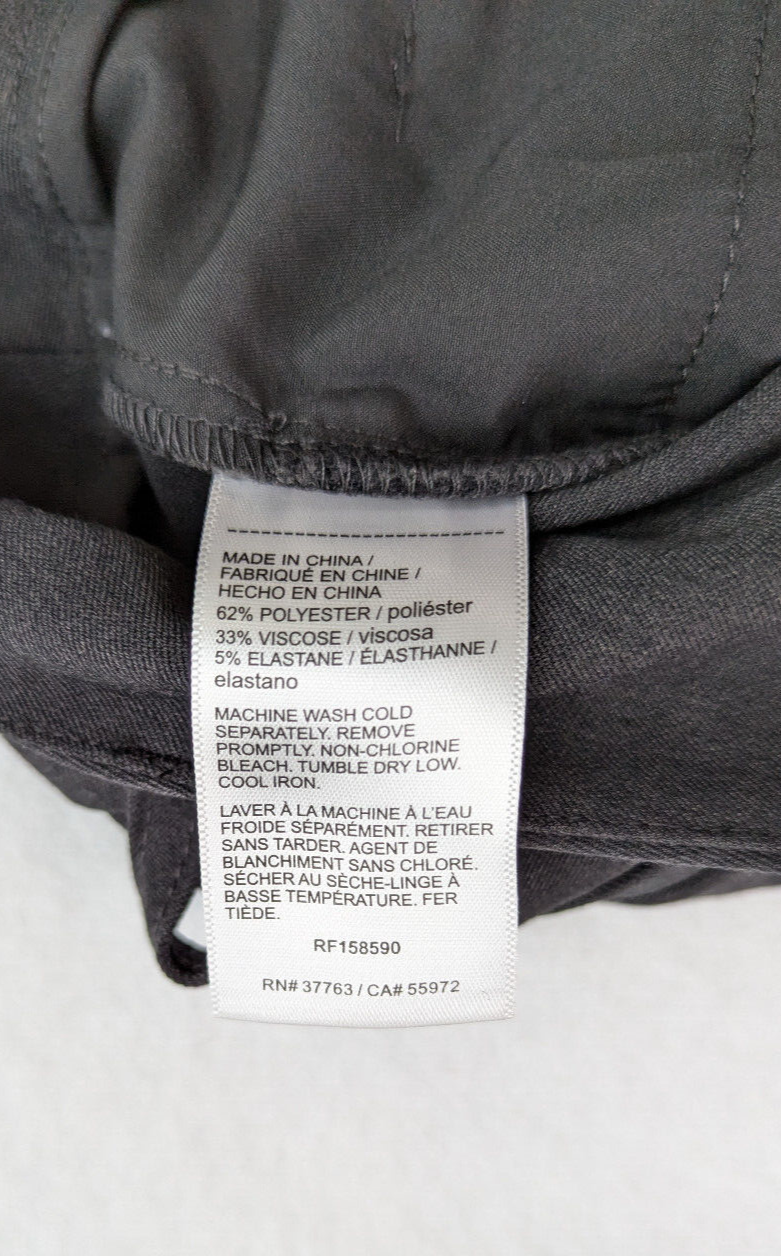 MADE IN CHINA /
FABRIQUÉ EN CHINE /
HECHO EN CHINA
62% POLYESTER / poliéster
33% VISCOSE / viscosa
5% ELASTANE / ÉLASTHANNE /
elastano
MACHINE WASH COLD
SEPARATELY. REMOVE
PROMPTLY. NON-CHLORINE
BLEACH. TUMBLE DRY LOW.
COOL IRON.
LAVER À LA MACHINE À L'EAU
FROIDE SÉPARÉMENT. RETIRER
SANS TARDER. AGENT DE
BLANCHIMENT SANS CHLORÉ.
SÉCHER AU SÈCHE-LINGE À
BASSE TEMPÉRATURE. FER
TIÈDE.
RF158590
RN# 37763 / CA# 55972